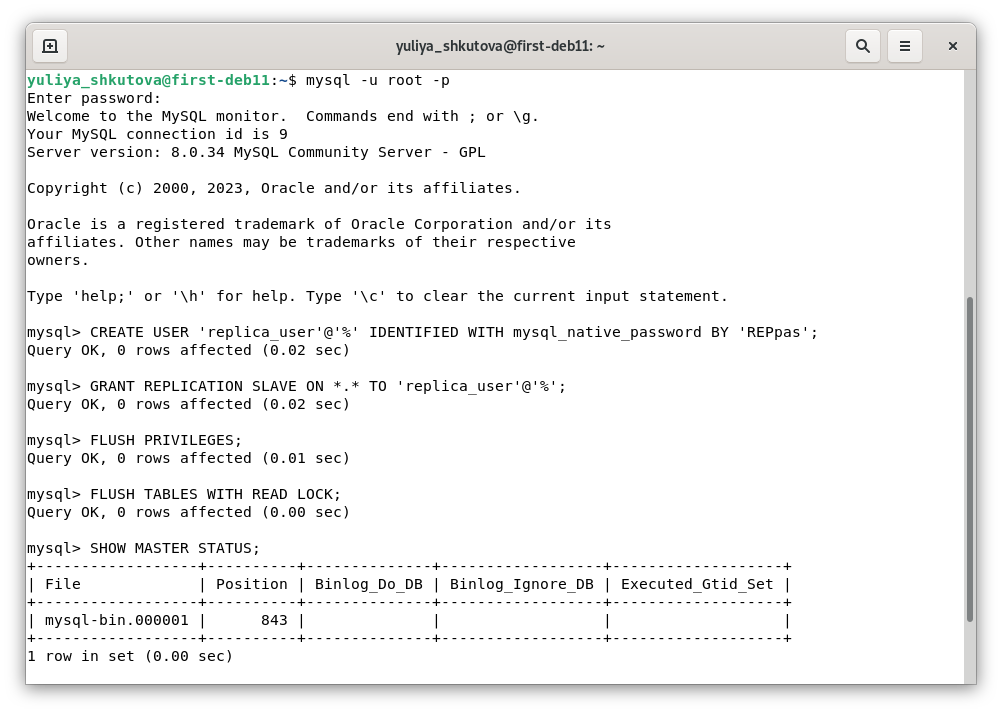 yuliya_shkutova@first-deb11: ~
yuliya_shkutova@first-deb11:~$ mysql -u root -p
Enter password:
Welcome to the MySQL monitor.  Commands end with ; or \g.
Your MySQL connection id is 9
Server version: 8.0.34 MySQL Community Server - GPL
Copyright (c) 2000, 2023, Oracle and/or its affiliates.
Oracle is a registered trademark of Oracle Corporation and/or its
affiliates. Other names may be trademarks of their respective
owners.
Type 'help;' or '\h' for help. Type '\c' to clear the current input statement.
mysql> CREATE USER 'replica_user'@'%' IDENTIFIED WITH mysql_native_password BY 'REPpas';
Query OK, 0 rows affected (0.02 sec)
mysql> GRANT REPLICATION SLAVE ON *.* TO 'replica_user'@'%';
Query OK, 0 rows affected (0.02 sec)
mysql> FLUSH PRIVILEGES;
Query OK, 0 rows affected (0.01 sec)
mysql> FLUSH TABLES WITH READ LOCK;
Query OK, 0 rows affected (0.00 sec)
mysql> SHOW MASTER STATUS;
+------------------+----------+--------------+------------------+-------------------+
| File             | Position | Binlog_Do_DB | Binlog_Ignore_DB | Executed_Gtid_Set |
+------------------+----------+--------------+------------------+-------------------+
| mysql-bin.000001 |      843 |              |                  |                   |
+------------------+----------+--------------+------------------+-------------------+
1 row in set (0.00 sec)